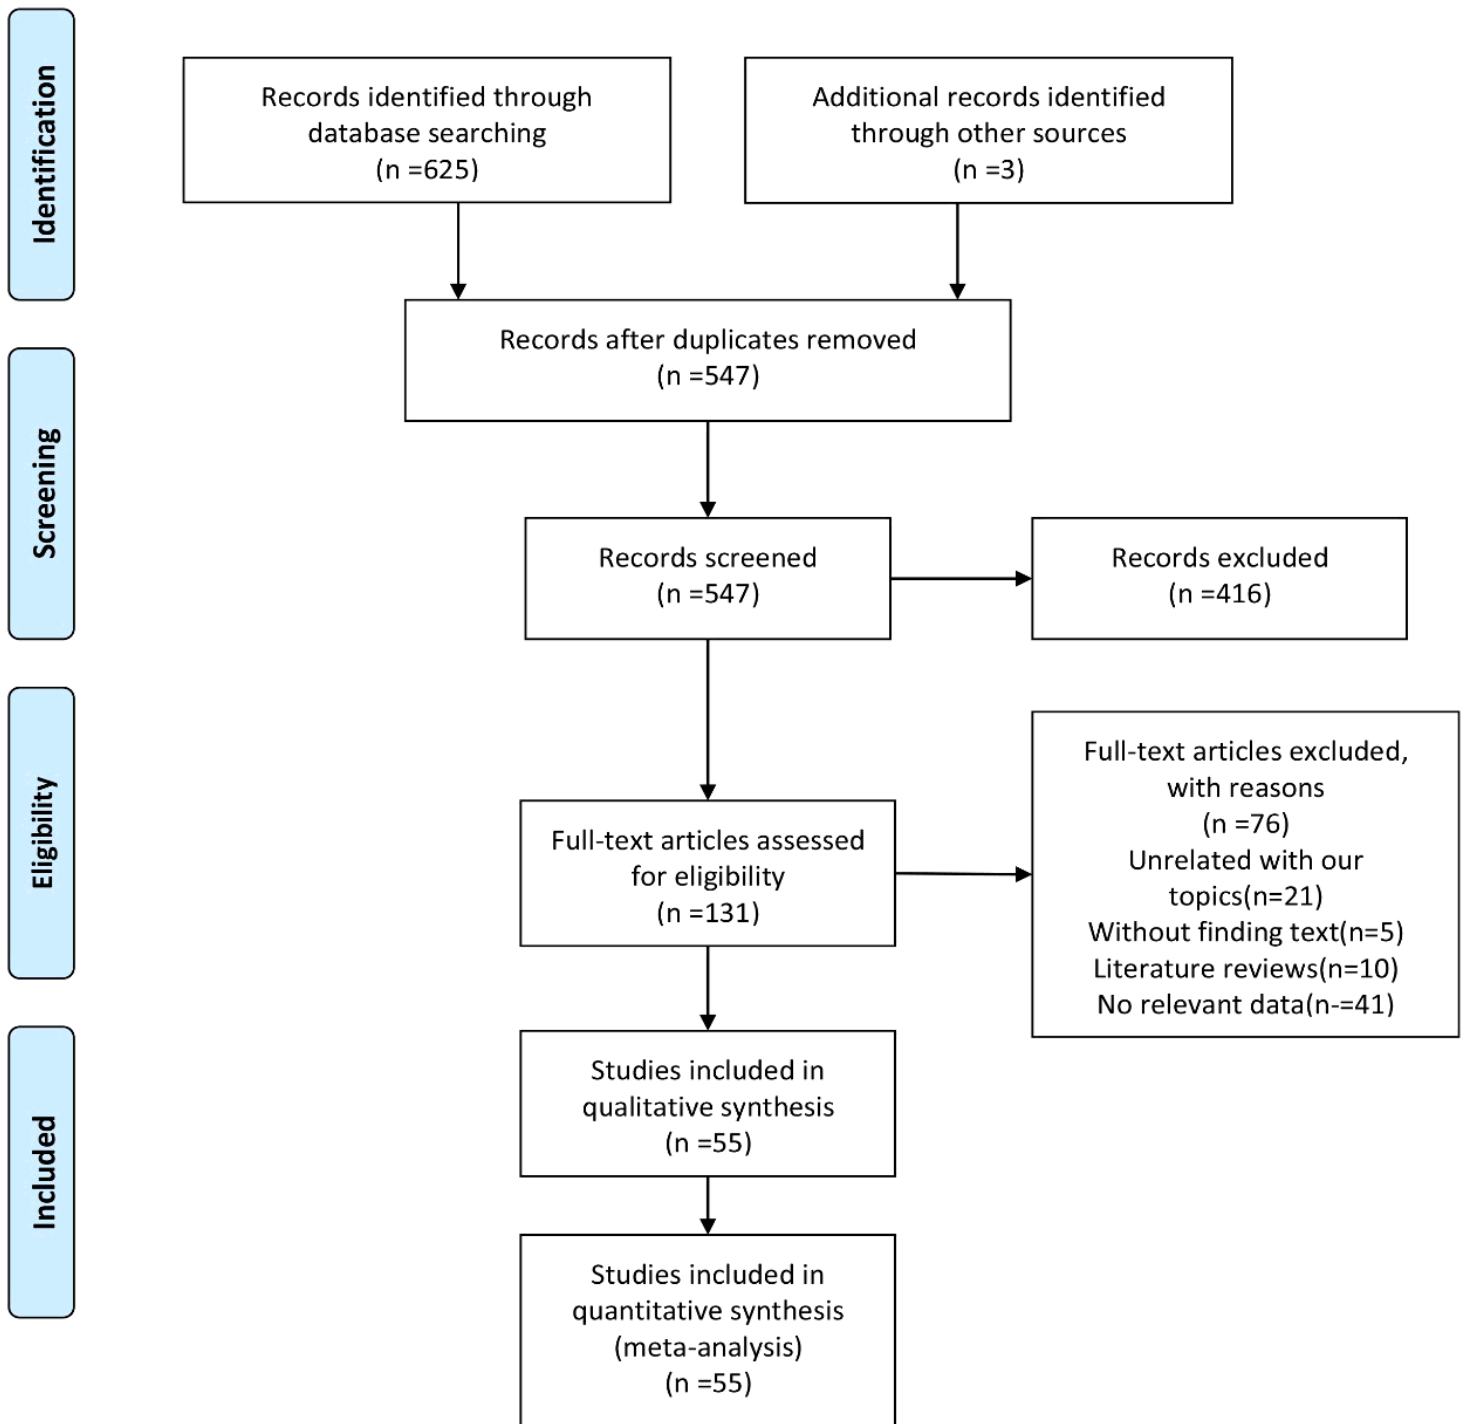 Identification
Records identified through
database searching
(n =625)
Additional records identified
through other sources
(n =3)
Records after duplicates removed
(n =547)
Screening
Records screened
(n =547)
Records excluded
(n =416)
Eligibility
Full-text articles assessed
for eligibility
(n =131)
Full-text articles excluded,
with reasons
(n =76)
Unrelated with our
topics(n=21)
Without finding text(n=5)
Literature reviews(n=10)
No relevant data(n-=41)
Included
Studies included in
qualitative synthesis
(n =55)
Studies included in
quantitative synthesis
(meta-analysis)
(n =55)